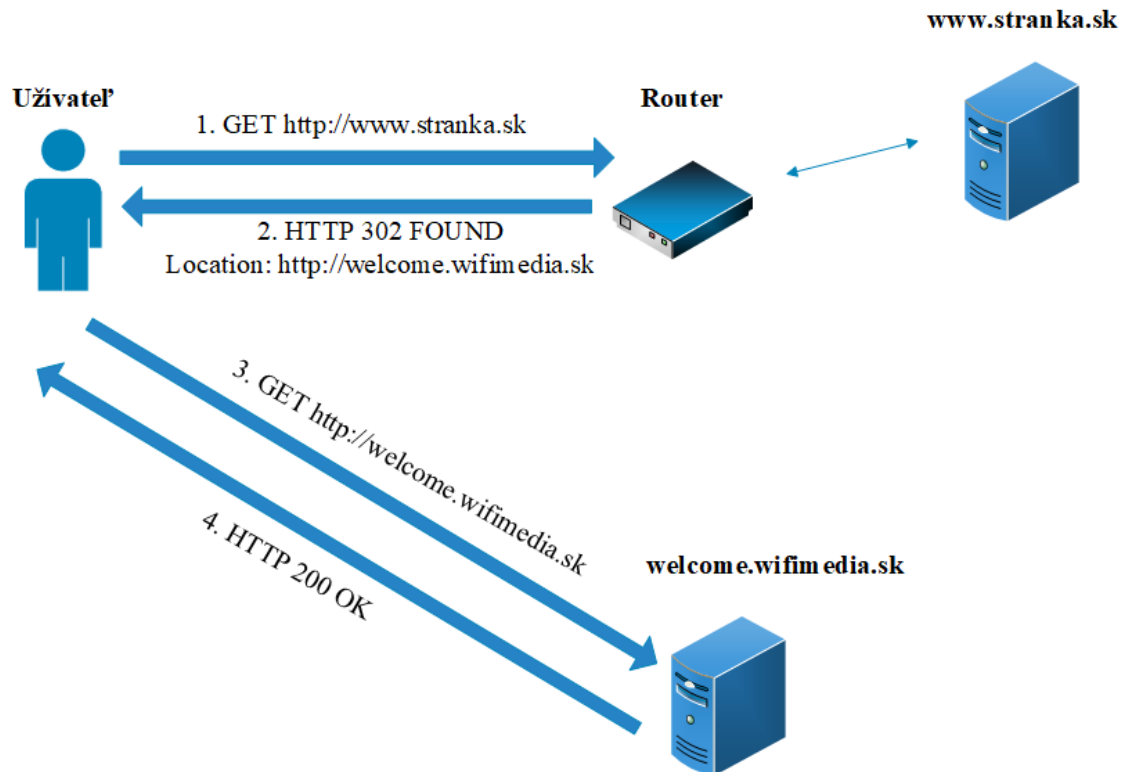 www.stranka.sk
Užívateľ
Router
1. GET http://www.stranka.sk
2. HTTP 302 FOUND
Location: http://welcome.wifimedia.sk
3. GET http://welcome.wifimedia.sk
4. HTTP 200 OK
welcome.wifimedia.sk